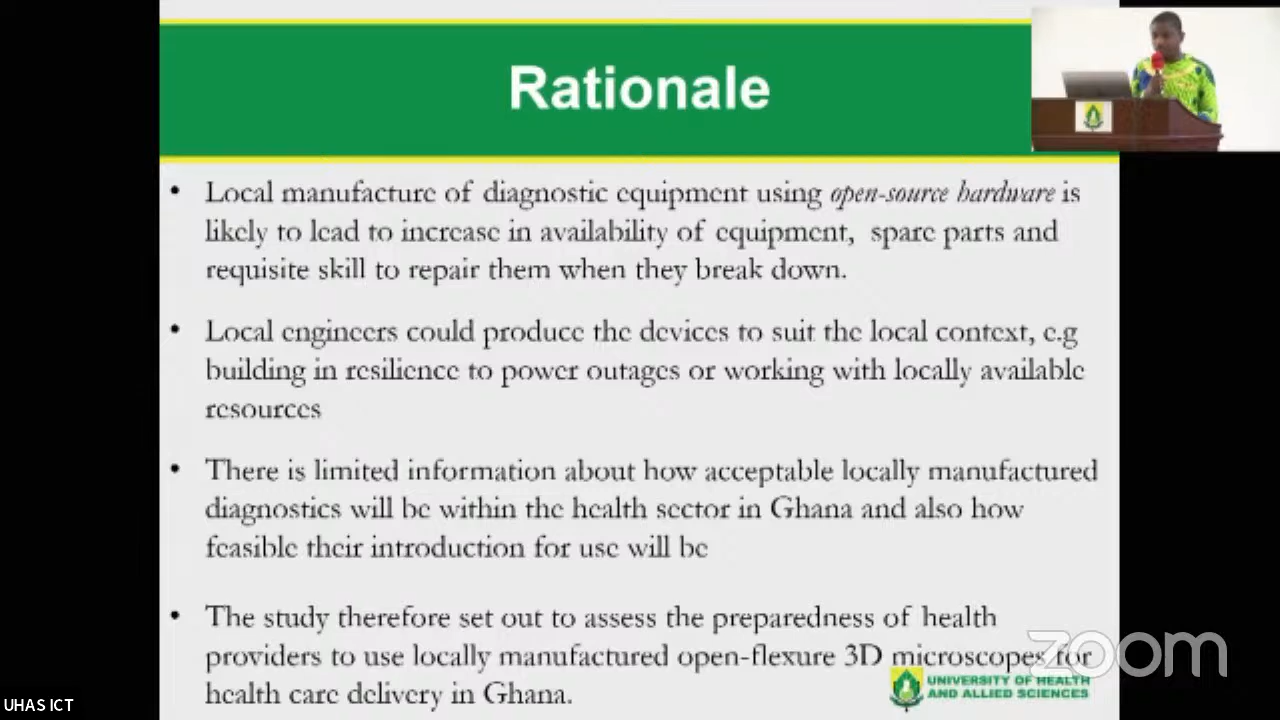 Rationale
• Local manufacture of diagnostic equipment using open-source hardware is
likely to lead to increase in availability of equipment, spare parts and
requisite skill to repair them when they break down.
• Local engineers could produce the devices to suit the local context, e.g
building in resilience to power outages or working with locally available
resources
• There is limited information about how acceptable locally manufactured
diagnostics will be within the health sector in Ghana and also how
feasible their introduction for use will be
• The study therefore set out to assess the preparedness of health
providers to use locally manufactured open-flexure 3D microscopes for
health care delivery in Ghana.
zoom
UNIVERSITY OF HEALTH
AND ALLIED SCIENCES
UHAS ICT